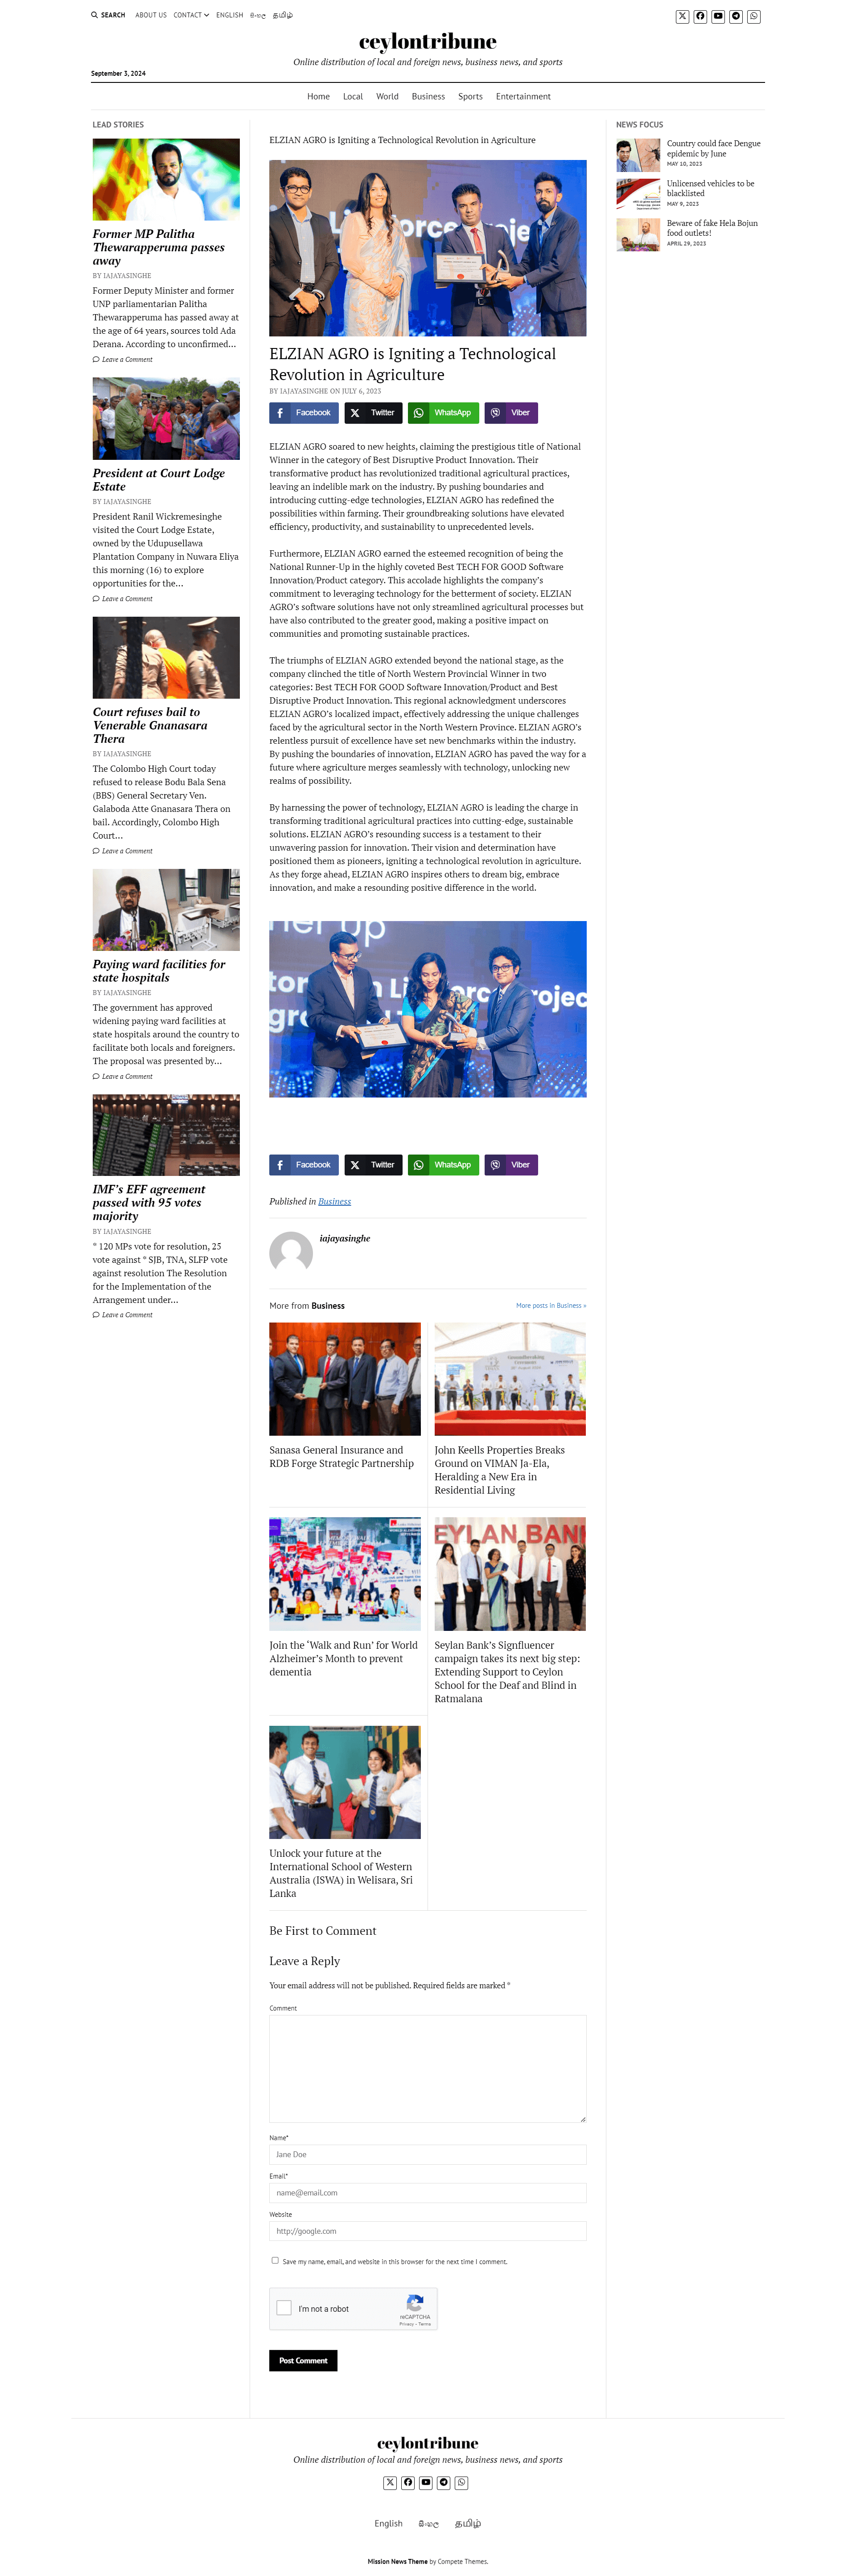 SEARCH ABOUT US CONTACT ENGLISH සිංහල தமிழ்
ceylontribune
Online distribution of local and foreign news, business news, and sports
September 3, 2024
Home Local World Business Sports Entertainment
LEAD STORIES
Former MP Palitha
Thewarapperuma passes
away
BY IAJAYASINGHE
Former Deputy Minister and former
UNP parliamentarian Palitha
Thewarapperuma has passed away at
the age of 64 years, sources told Ada
Derana. According to unconfirmed…
Leave a Comment
President at Court Lodge
Estate
BY IAJAYASINGHE
President Ranil Wickremesinghe
visited the Court Lodge Estate,
owned by the Udupusellawa
Plantation Company in Nuwara Eliya
this morning (16) to explore
opportunities for the…
Leave a Comment
Court refuses bail to
Venerable Gnanasara
Thera
BY IAJAYASINGHE
The Colombo High Court today
refused to release Bodu Bala Sena
(BBS) General Secretary Ven.
Galaboda Atte Gnanasara Thera on
bail. Accordingly, Colombo High
Court…
Leave a Comment
Paying ward facilities for
state hospitals
BY IAJAYASINGHE
The government has approved
widening paying ward facilities at
state hospitals around the country to
facilitate both locals and foreigners.
The proposal was presented by…
Leave a Comment
IMF’s EFF agreement
passed with 95 votes
majority
BY IAJAYASINGHE
* 120 MPs vote for resolution, 25
vote against * SJB, TNA, SLFP vote
against resolution The Resolution
for the Implementation of the
Arrangement under…
Leave a Comment
ELZIAN AGRO is Igniting a Technological Revolution in Agriculture
ELZIAN AGRO is Igniting a Technological
Revolution in Agriculture
BY IAJAYASINGHE ON JULY 6, 2023
Facebook Twitter WhatsApp Viber
ELZIAN AGRO soared to new heights, claiming the prestigious title of National
Winner in the category of Best Disruptive Product Innovation. Their
transformative product has revolutionized traditional agricultural practices,
leaving an indelible mark on the industry. By pushing boundaries and
introducing cutting-edge technologies, ELZIAN AGRO has redefined the
possibilities within farming. Their groundbreaking solutions have elevated
efficiency, productivity, and sustainability to unprecedented levels.
Furthermore, ELZIAN AGRO earned the esteemed recognition of being the
National Runner-Up in the highly coveted Best TECH FOR GOOD Software
Innovation/Product category. This accolade highlights the company’s
commitment to leveraging technology for the betterment of society. ELZIAN
AGRO’s software solutions have not only streamlined agricultural processes but
have also contributed to the greater good, making a positive impact on
communities and promoting sustainable practices.
The triumphs of ELZIAN AGRO extended beyond the national stage, as the
company clinched the title of North Western Provincial Winner in two
categories: Best TECH FOR GOOD Software Innovation/Product and Best
Disruptive Product Innovation. This regional acknowledgment underscores
ELZIAN AGRO’s localized impact, effectively addressing the unique challenges
faced by the agricultural sector in the North Western Province. ELZIAN AGRO’s
relentless pursuit of excellence have set new benchmarks within the industry.
By pushing the boundaries of innovation, ELZIAN AGRO has paved the way for a
future where agriculture merges seamlessly with technology, unlocking new
realms of possibility.
By harnessing the power of technology, ELZIAN AGRO is leading the charge in
transforming traditional agricultural practices into cutting-edge, sustainable
solutions. ELZIAN AGRO’s resounding success is a testament to their
unwavering passion for innovation. Their vision and determination have
positioned them as pioneers, igniting a technological revolution in agriculture.
As they forge ahead, ELZIAN AGRO inspires others to dream big, embrace
innovation, and make a resounding positive difference in the world.
Facebook Twitter WhatsApp Viber
Published in Business
iajayasinghe
More from Business
More posts in Business »
Sanasa General Insurance and
RDB Forge Strategic Partnership
John Keells Properties Breaks
Ground on VIMAN Ja-Ela,
Heralding a New Era in
Residential Living
EYLAN BANK
Join the ‘Walk and Run’ for World
Alzheimer’s Month to prevent
dementia
Seylan Bank’s Signfluencer
campaign takes its next big step:
Extending Support to Ceylon
School for the Deaf and Blind in
Ratmalana
Unlock your future at the
International School of Western
Australia (ISWA) in Welisara, Sri
Lanka
Be First to Comment
Leave a Reply
Your email address will not be published. Required fields are marked *
Comment
Name*
Jane Doe
Email*
name@email.com
Website
http://google.com
Save my name, email, and website in this browser for the next time I comment.
I'm not a robot
reCAPTCHA
Privacy - Terms
Post Comment
NEWS FOCUS
Country could face Dengue
epidemic by June
MAY 10, 2023
Unlicensed vehicles to be
blacklisted
MAY 9, 2023
Beware of fake Hela Bojun
food outlets!
APRIL 29, 2023
ceylontribune
Online distribution of local and foreign news, business news, and sports
English සිංහල தமிழ்
Mission News Theme by Compete Themes.